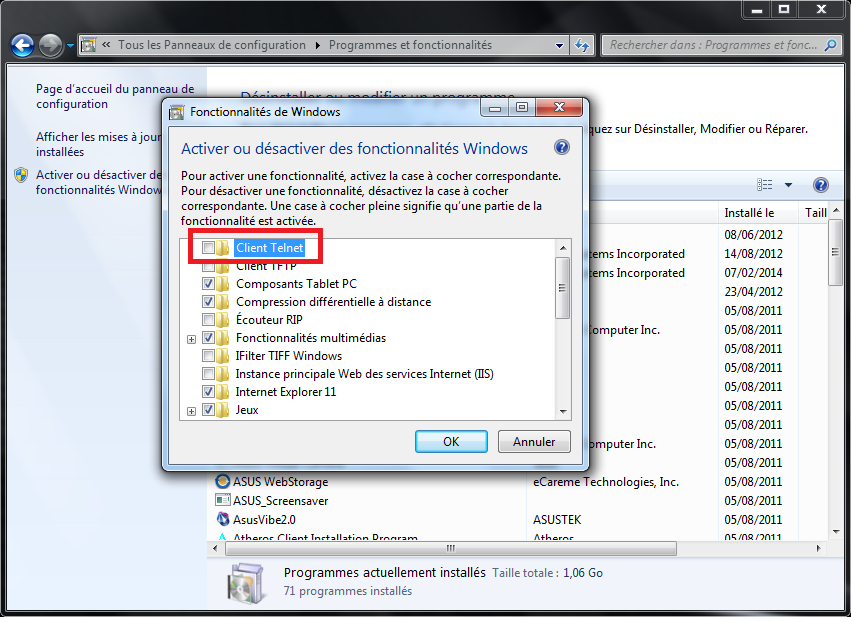 « Tous les Panneaux de configuration ▸ Programmes et fonctionnalités
Rechercher dans : Programmes et fonc...
Page d'accueil du panneau de
configuration
Afficher les mises à jour
installées
Activer ou désactiver de
fonctionnalités Window
Désinstaller ou modifier un programme
quez sur Désinstaller, Modifier ou Réparer.
Fonctionnalités de Windows
Activer ou désactiver des fonctionnalités Windows
Pour activer une fonctionnalité, activez la case à cocher correspondante.
Pour désactiver une fonctionnalité, désactivez la case à cocher
correspondante. Une case à cocher pleine signifie qu'une partie de la
fonctionnalité est activée.
Client Telnet
Client TFTP
Composants Tablet PC
Compression différentielle à distance
Écouteur RIP
Fonctionnalités multimédias
IFilter TIFF Windows
Instance principale Web des services Internet (IIS)
Internet Explorer 11
Jeux
OK
Annuler
Installé le
Taill
08/06/2012
tems Incorporated
14/08/2012
tems Incorporated
07/02/2014
23/04/2012
05/08/2011
Computer Inc.
05/08/2011
05/08/2011
05/08/2011
05/08/2011
05/08/2011
05/08/2011
mputer Inc.
05/08/2011
05/08/2011
ASUS WebStorage
eCareme Technologies, Inc.
05/08/2011
ASUS_Screensaver
05/08/2011
AsusVibe2.0
ASUSTEK
05/08/2011
Atheros Client Installation Program
Atheros
05/08/2011
Programmes actuellement installés
Taille totale : 1,06 Go
71 programmes installés